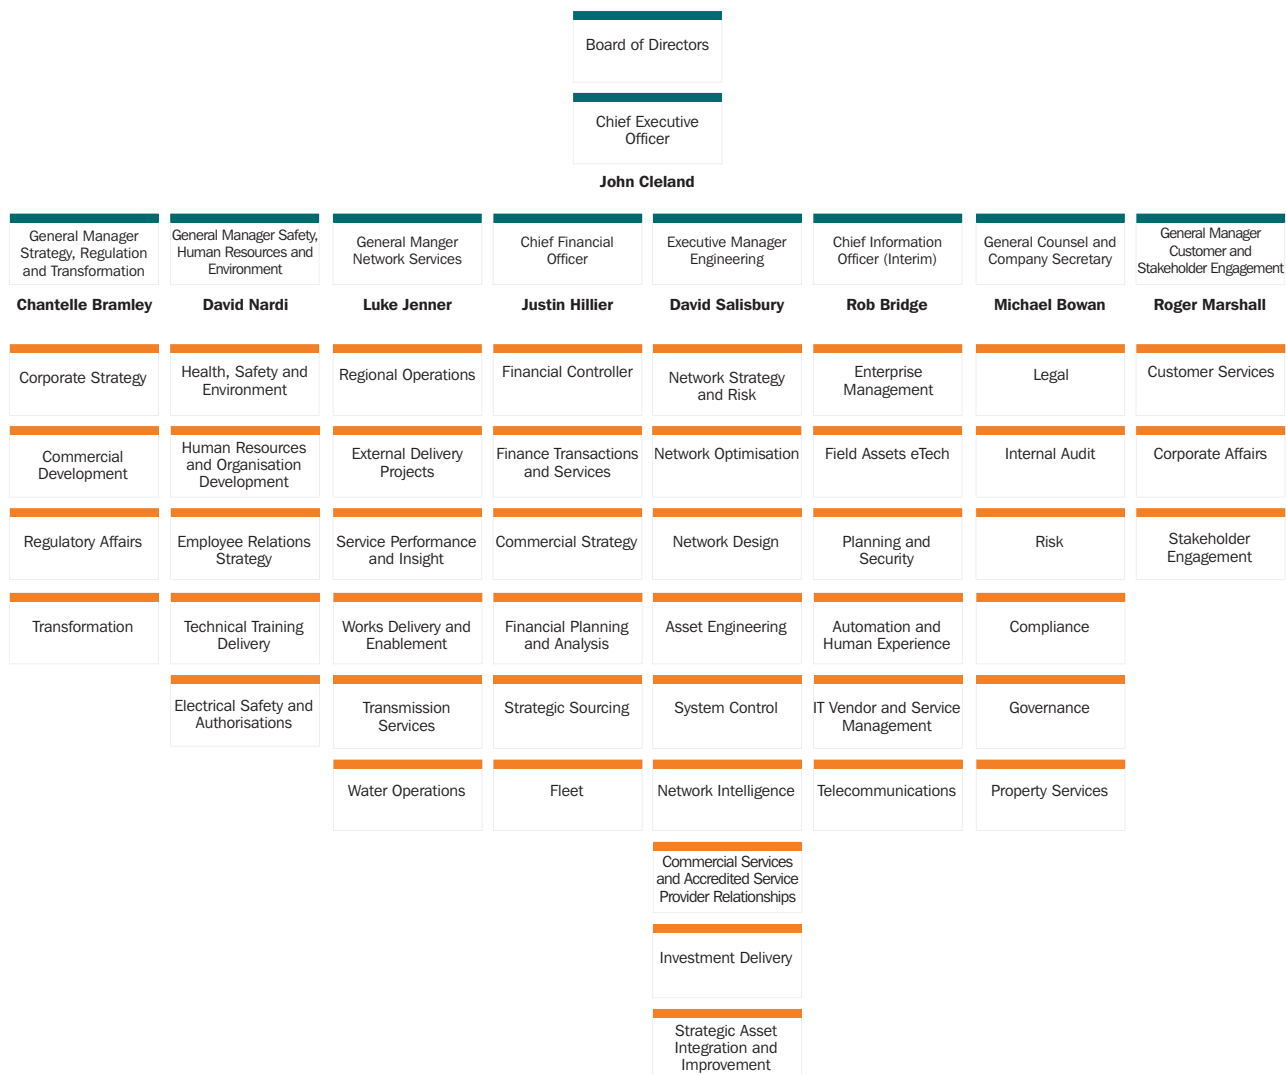 Board of Directors
Chief Executive
Officer
John Cleland
General Manager
Strategy, Regulation
and Transformation
Chantelle Bramley
General Manager Safety,
Human Resources and
Environment
David Nardi
General Manger
Network Services
Luke Jenner
Chief Financial
Officer
Justin Hillier
Executive Manager
Engineering
David Salisbury
Chief Information
Officer (Interim)
Rob Bridge
General Counsel and
Company Secretary
Michael Bowan
General Manager
Customer and
Stakeholder Engagement
Roger Marshall
Corporate Strategy
Commercial
Development
Regulatory Affairs
Transformation
Health, Safety and
Environment
Human Resources
and Organisation
Development
Employee Relations
Strategy
Technical Training
Delivery
Electrical Safety and
Authorisations
Regional Operations
External Delivery
Projects
Service Performance
and Insight
Works Delivery and
Enablement
Transmission
Services
Water Operations
Financial Controller
Finance Transactions
and Services
Commercial Strategy
Financial Planning
and Analysis
Strategic Sourcing
Fleet
Network Strategy
and Risk
Network Optimisation
Network Design
Asset Engineering
System Control
Network Intelligence
Commercial Services
and Accredited Service
Provider Relationships
Investment Delivery
Strategic Asset
Integration and
Improvement
Enterprise
Management
Field Assets eTech
Planning and
Security
Automation and
Human Experience
IT Vendor and Service
Management
Telecommunications
Legal
Internal Audit
Risk
Compliance
Governance
Property Services
Customer Services
Corporate Affairs
Stakeholder
Engagement